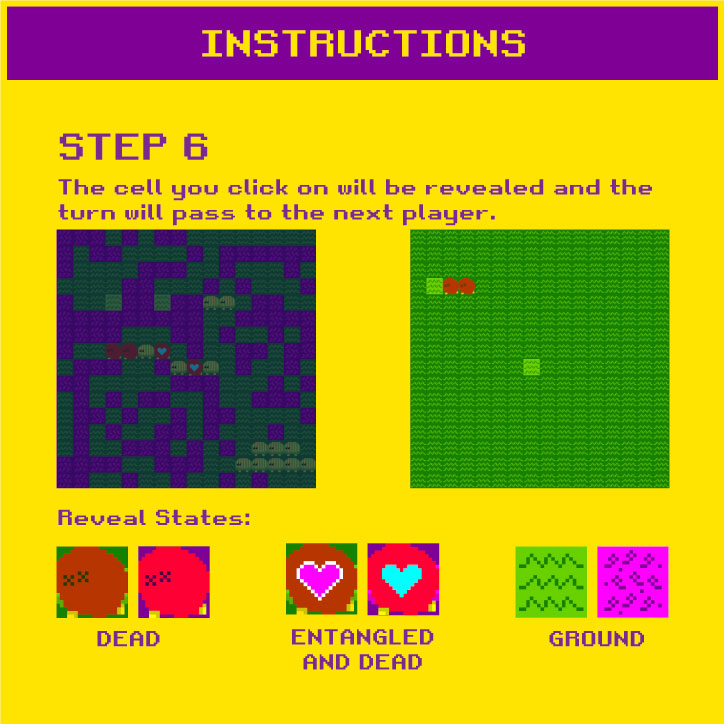 INSTRUCTIONS
STEP 6
The cell you click on will be revealed and the
turn will pass to the next player.
Reveal States:
DEAD
ENTANGLED
AND DEAD
GROUND